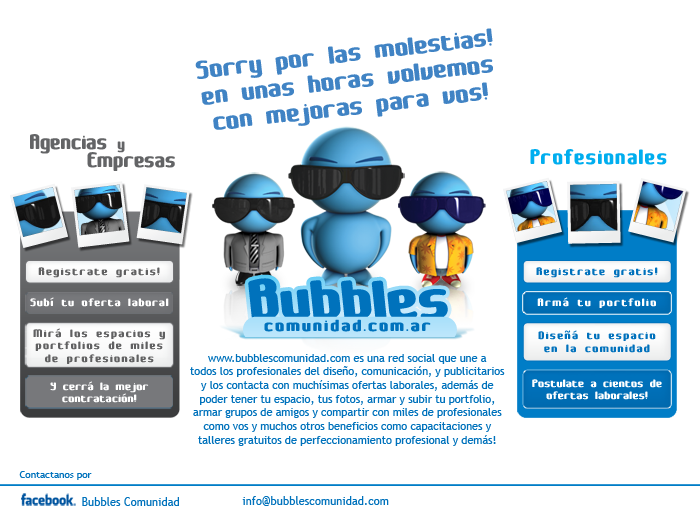 Sorry por las molestias!
en unas horas volvemos
con mejoras para vos!
Agencias y
Empresas
Registrate gratis!
Subí tu oferta laboral
Mirá los espacios y
portfolios de miles
de profesionales
Y cerrá la mejor
contratación!
Bubbles
comunidad.com.ar
www.bubblescomunidad.com es una red social que une a
todos los profesionales del diseño, comunicación, y publicitarios
y los contacta con muchísimas ofertas laborales, además de
poder tener tu espacio, tus fotos, armar y subir tu portfolio,
armar grupos de amigos y compartir con miles de profesionales
como vos y muchos otros beneficios como capacitaciones y
talleres gratuitos de perfeccionamiento profesional y demás!
Profesionales
Registrate gratis!
Armá tu portfolio
Diseñá tu espacio
en la comunidad
Postulate a cientos de
ofertas laborales!
Contactanos por
facebook. Bubbles Comunidad
info@bubblescomunidad.com